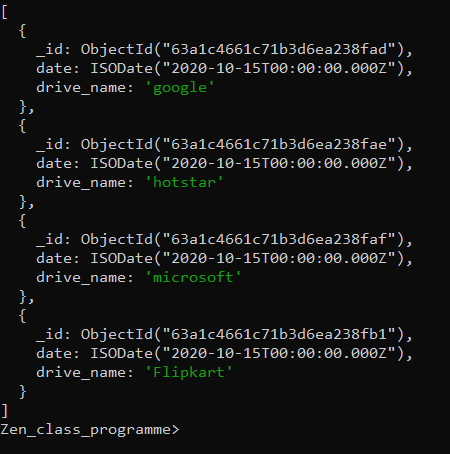 [
  {
    _id: ObjectId("63a1c4661c71b3d6ea238fad"),
    date: ISODate("2020-10-15T00:00:00.000Z"),
    drive_name: 'google'
  },
  {
    _id: ObjectId("63a1c4661c71b3d6ea238fae"),
    date: ISODate("2020-10-15T00:00:00.000Z"),
    drive_name: 'hotstar'
  },
  {
    _id: ObjectId("63a1c4661c71b3d6ea238faf"),
    date: ISODate("2020-10-15T00:00:00.000Z"),
    drive_name: 'microsoft'
  },
  {
    _id: ObjectId("63a1c4661c71b3d6ea238fb1"),
    date: ISODate("2020-10-15T00:00:00.000Z"),
    drive_name: 'Flipkart'
  }
]
Zen_class_programme>